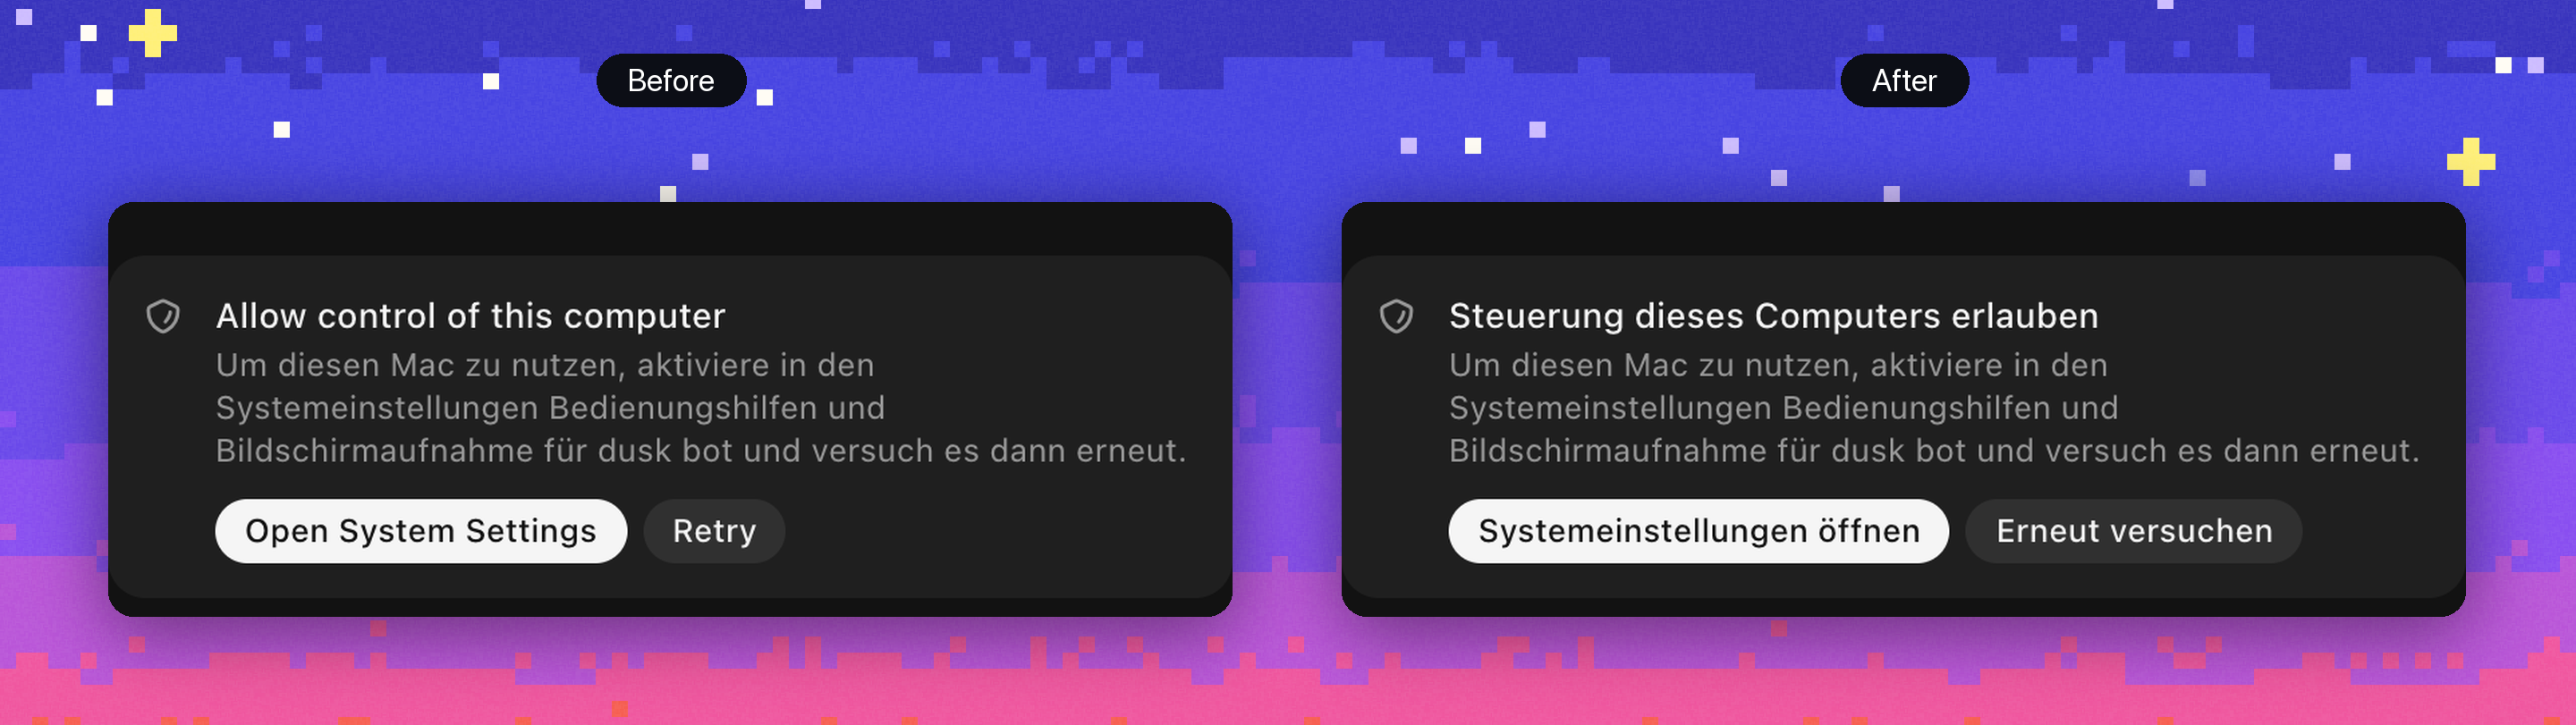 Before
Allow control of this computer
Um diesen Mac zu nutzen, aktiviere in den
Systemeinstellungen Bedienungshilfen und
Bildschirmaufnahme für dusk bot und versuch es dann erneut.
Open System Settings
Retry
After
Steuerung dieses Computers erlauben
Um diesen Mac zu nutzen, aktiviere in den
Systemeinstellungen Bedienungshilfen und
Bildschirmaufnahme für dusk bot und versuch es dann erneut.
Systemeinstellungen öffnen
Erneut versuchen